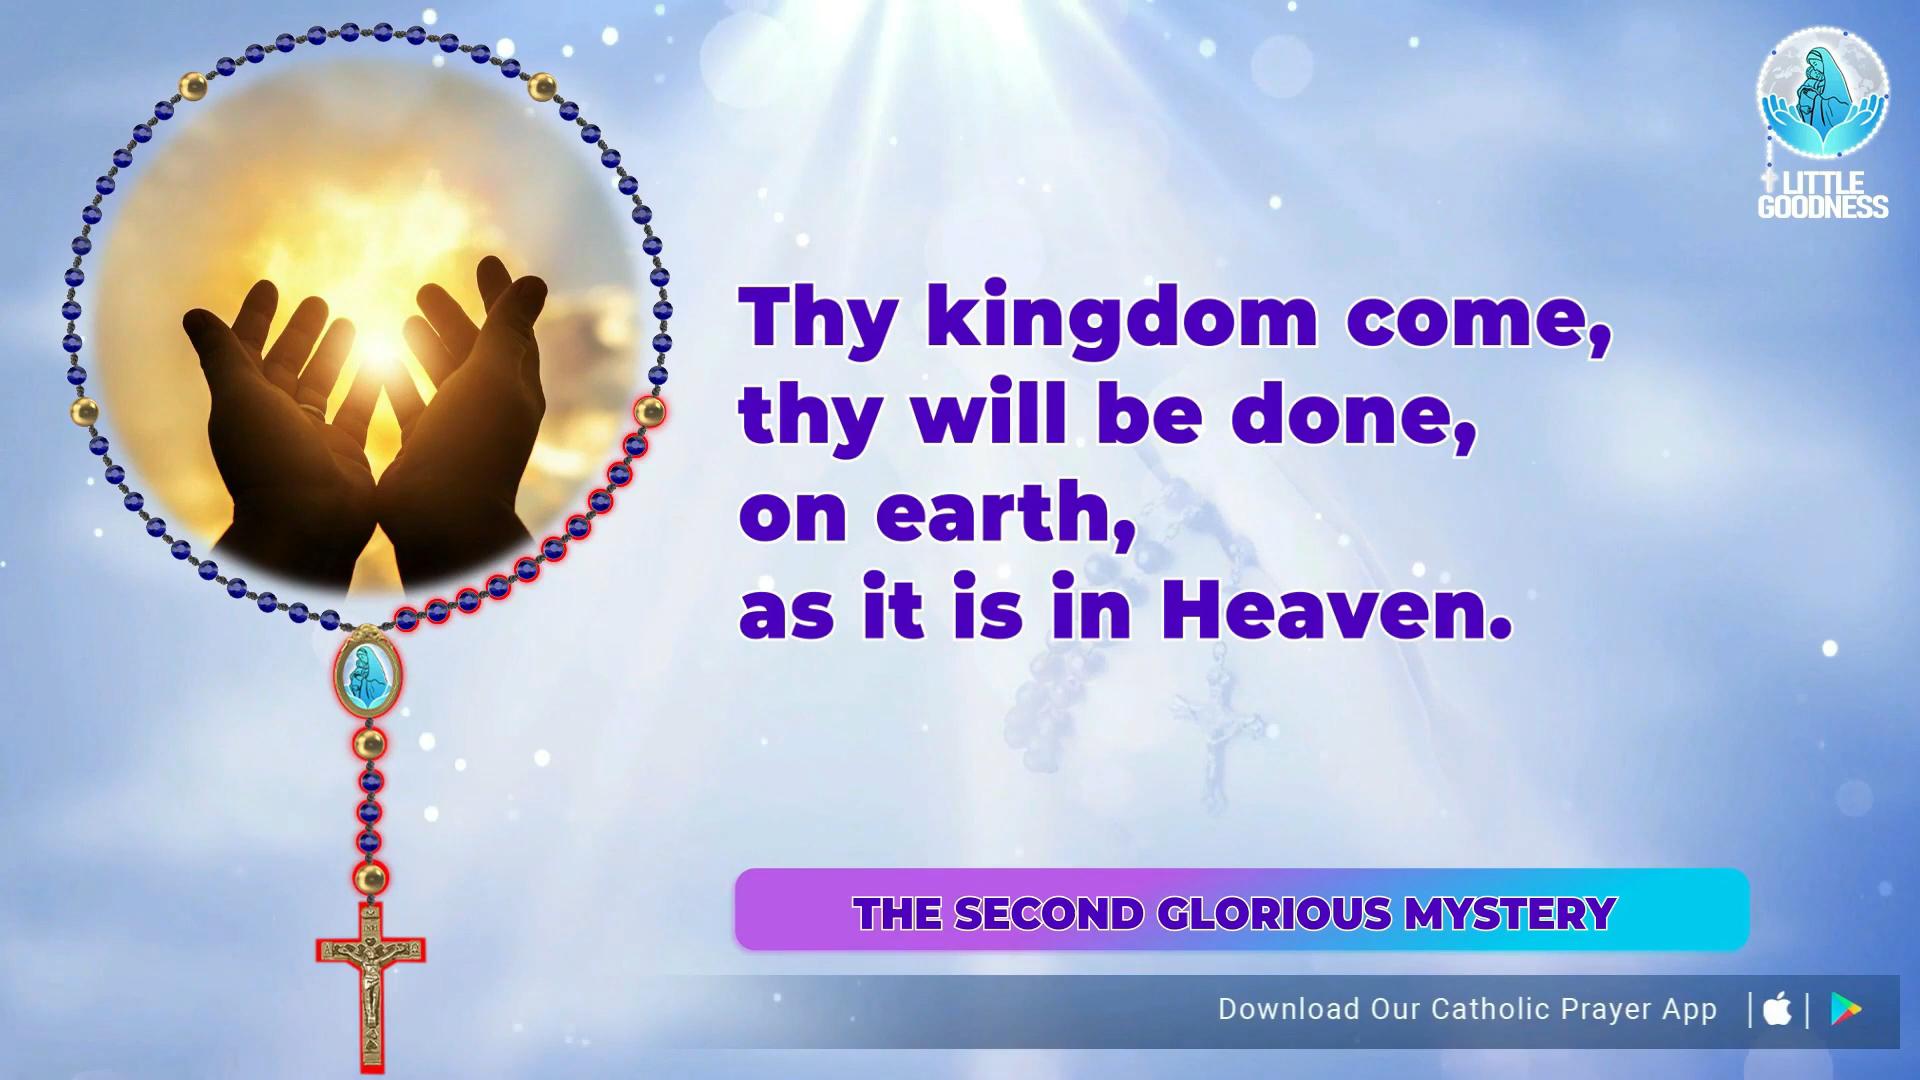 LITTLE
GOODNESS
Thy kingdom come,
thy will be done,
on earth,
as it is in Heaven.
THE SECOND GLORIOUS MYSTERY
Download Our Catholic Prayer App